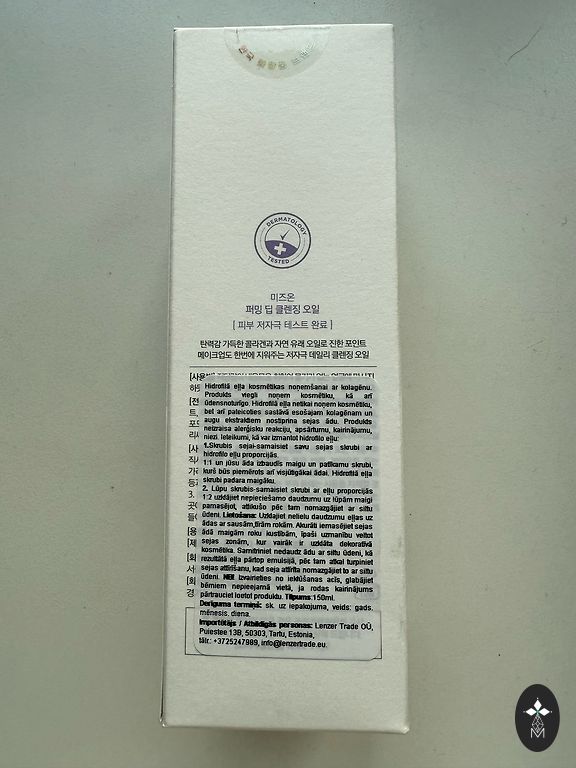 DERMATOLOGY
TESTED
미즈온
퍼밍 딥 클렌징 오일
[ 피부 저자극 테스트 완료 ]
탄력감 가득한 콜라겐과 자연 유래 오일로 진한 포인트
메이크업도 한번에 지워주는 저자극 데일리 클렌징 오일
Hidrofilā eļļa kosmētikas noņemšanai ar kolagēnu.
Produkts viegli noņem kosmētiku, kā arī
ūdensnoturīgo. Hidrofilā eļļa netikai noņem kosmētiku,
bet arī pateicoties sastāvā esošajam kolagēnam un
augu ekstraktiem nostiprina sejas ādu. Produkts
neizraisa alerģisku reakciju, apsārtumu, kairinājumu,
niezi. Ieteikumi, kā var izmantot hidrofilo eļļu:
1.Skrubis sejai-samaisiet savu sejas skrubi ar
hidrofilo eļļu proporcijās
1:1 un jūsu āda izbaudīs maigu un patīkamu skrubi,
kurš būs piemērots arī visjūtīgākai ādai. Hidrofilā eļļa
skrubi padara maigāku.
2. Lūpu skrubis-samaisiet skrubi ar eļļu proporcijās
1:2 uzklājiet nepieciešamo daudzumu uz lūpām maigi
pamasējot, atlikušo pēc tam nomazgājiet ar siltu
ūdeni. Lietošana: Uzklājiet nelielu daudzumu eļļas uz
ādas ar sausām,tīrām rokām. Akurāti iemasējiet sejas
ādā maigām roku kustībām, īpaši uzmanību veltot
sejas zonām, kur vairāk ir uzklāta dekoratīvā
kosmētika. Samitriniet nedaudz ādu ar siltu ūdeni, kā
rezultātā eļļa pārtop emulsijā, pēc tam atkal turpiniet
sejas attīrīšanu, kad seja attīrīta nomazgājiet to ar siltu
ūdeni. NB! Izvairieties no iekļūšanas acīs, glabājiet
bērniem nepieejamā vietā, ja rodas kairinājums
pārtrauciet lietot produktu. Tilpums 150ml.
Derīguma termiņš: sk. uz iepakojuma, veids: gads.
mēnesis. diena.
Importētājs / Atbildīgās personas: Lenzer Trade OÜ,
Puiestee 13B, 50303, Tartu, Estonia,
tālr.: +3725247989, info@lenzertrade.eu
M